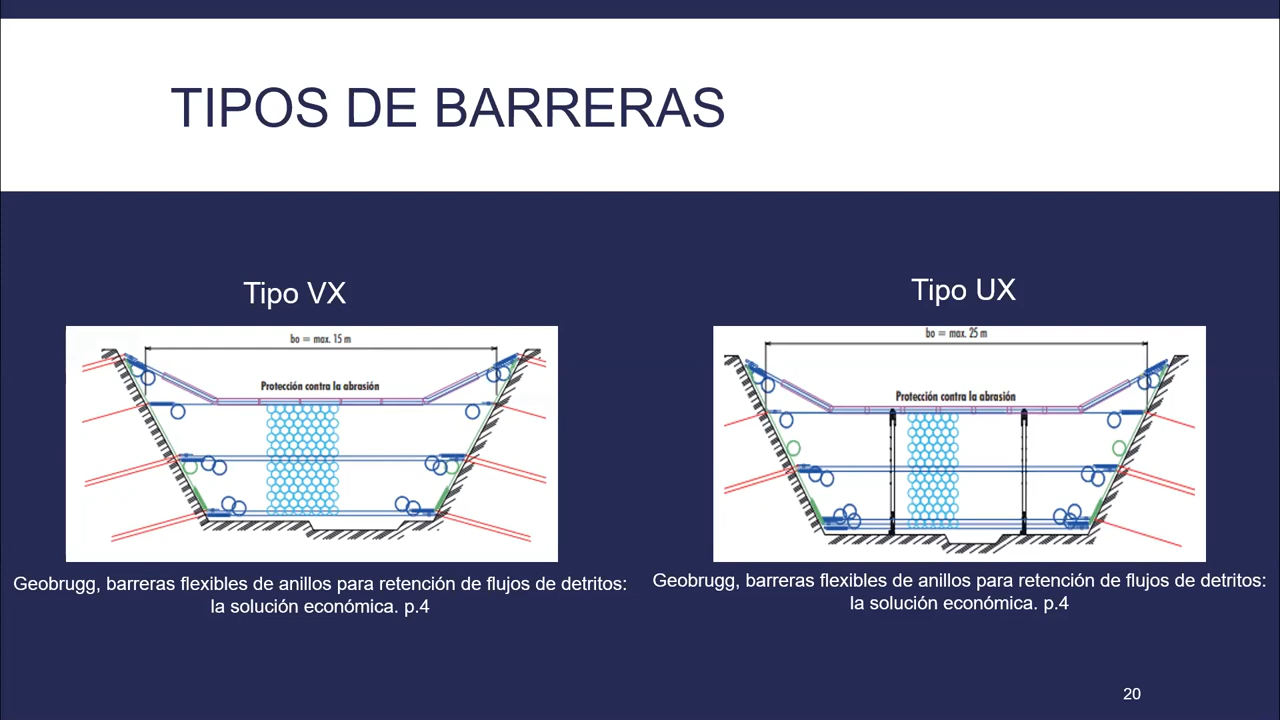 TIPOS DE BARRERAS
Tipo VX
bo = max. 15 m
Protección contra la abrasión
Geobrugg, barreras flexibles de anillos para retención de flujos de detritos:
la solución económica. p.4
Tipo UX
bo = max. 25 m
Protección contra la abrasión
Geobrugg, barreras flexibles de anillos para retención de flujos de detritos:
la solución económica. p.4
20